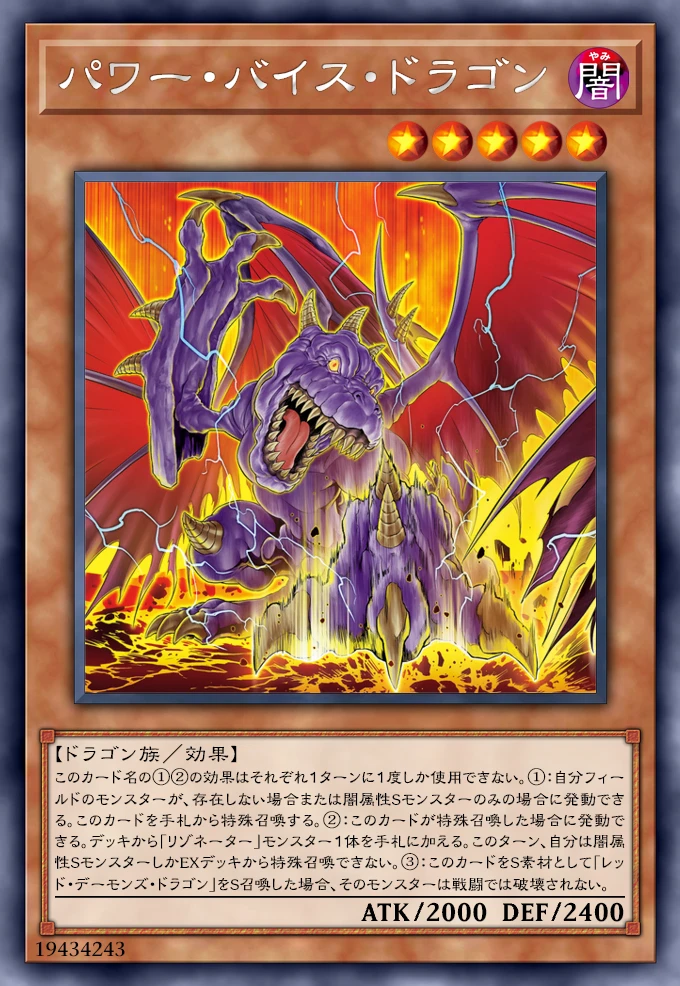 パワー・バイス・ドラゴン
やみ
闇
【ドラゴン族／効果】
このカード名の①②の効果はそれぞれ1ターンに1度しか使用できない。①：自分フィー
ルドのモンスターが、存在しない場合または闇属性Sモンスターのみの場合に発動でき
る。このカードを手札から特殊召喚する。②：このカードが特殊召喚した場合に発動で
きる。デッキから「リゾネーター」モンスター1体を手札に加える。このターン、自分は闇属
性SモンスターしかEXデッキから特殊召喚できない。③：このカードをS素材として「レッ
ド・デーモンズ・ドラゴン」をS召喚した場合、そのモンスターは戦闘では破壊されない。
ATK/2000 DEF/2400
19434243